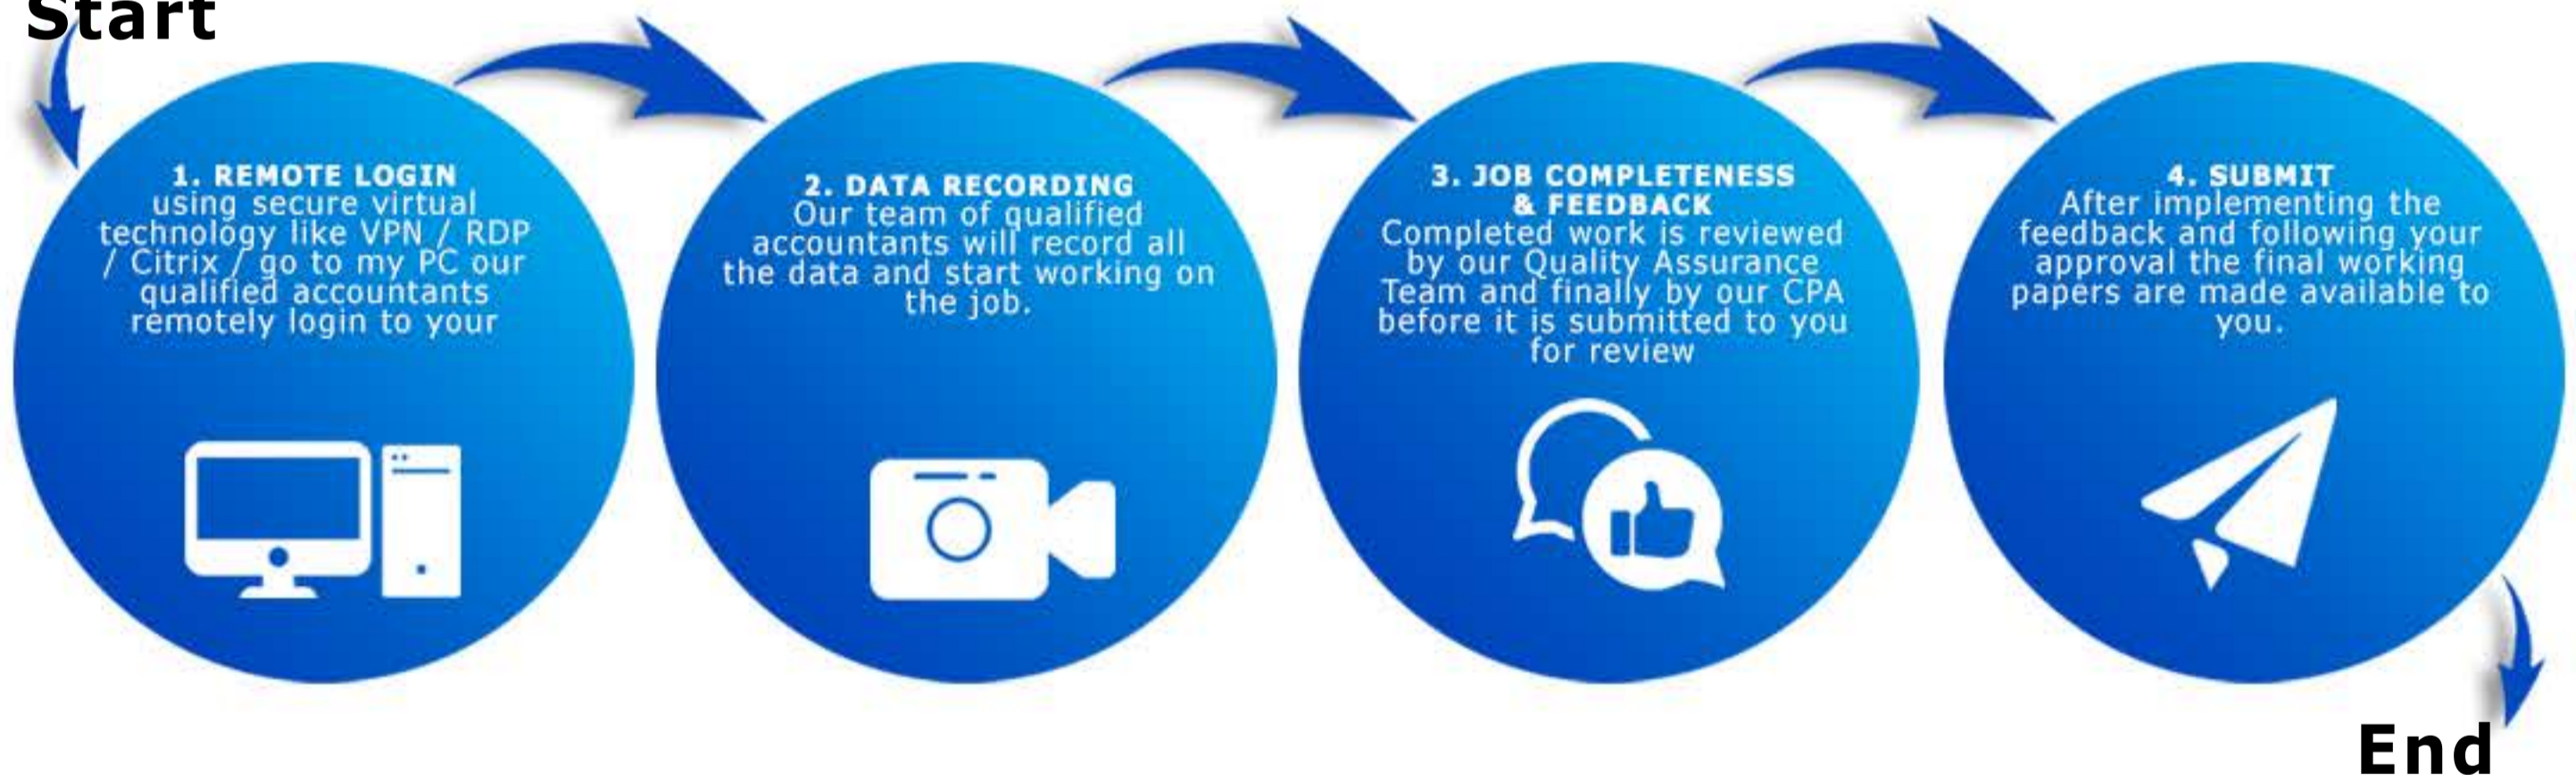 Start
1. REMOTE LOGIN
using secure virtual
technology like VPN / RDP
/ Citrix / go to my PC our
qualified accountants
remotely login to your
2. DATA RECORDING
Our team of qualified
accountants will record all
the data and start working on
the job.
3. JOB COMPLETENESS
& FEEDBACK
Completed work is reviewed
by our Quality Assurance
Team and finally by our CPA
before it is submitted to you
for review
4. SUBMIT
After implementing the
feedback and following your
approval the final working
papers are made available to
you.
End